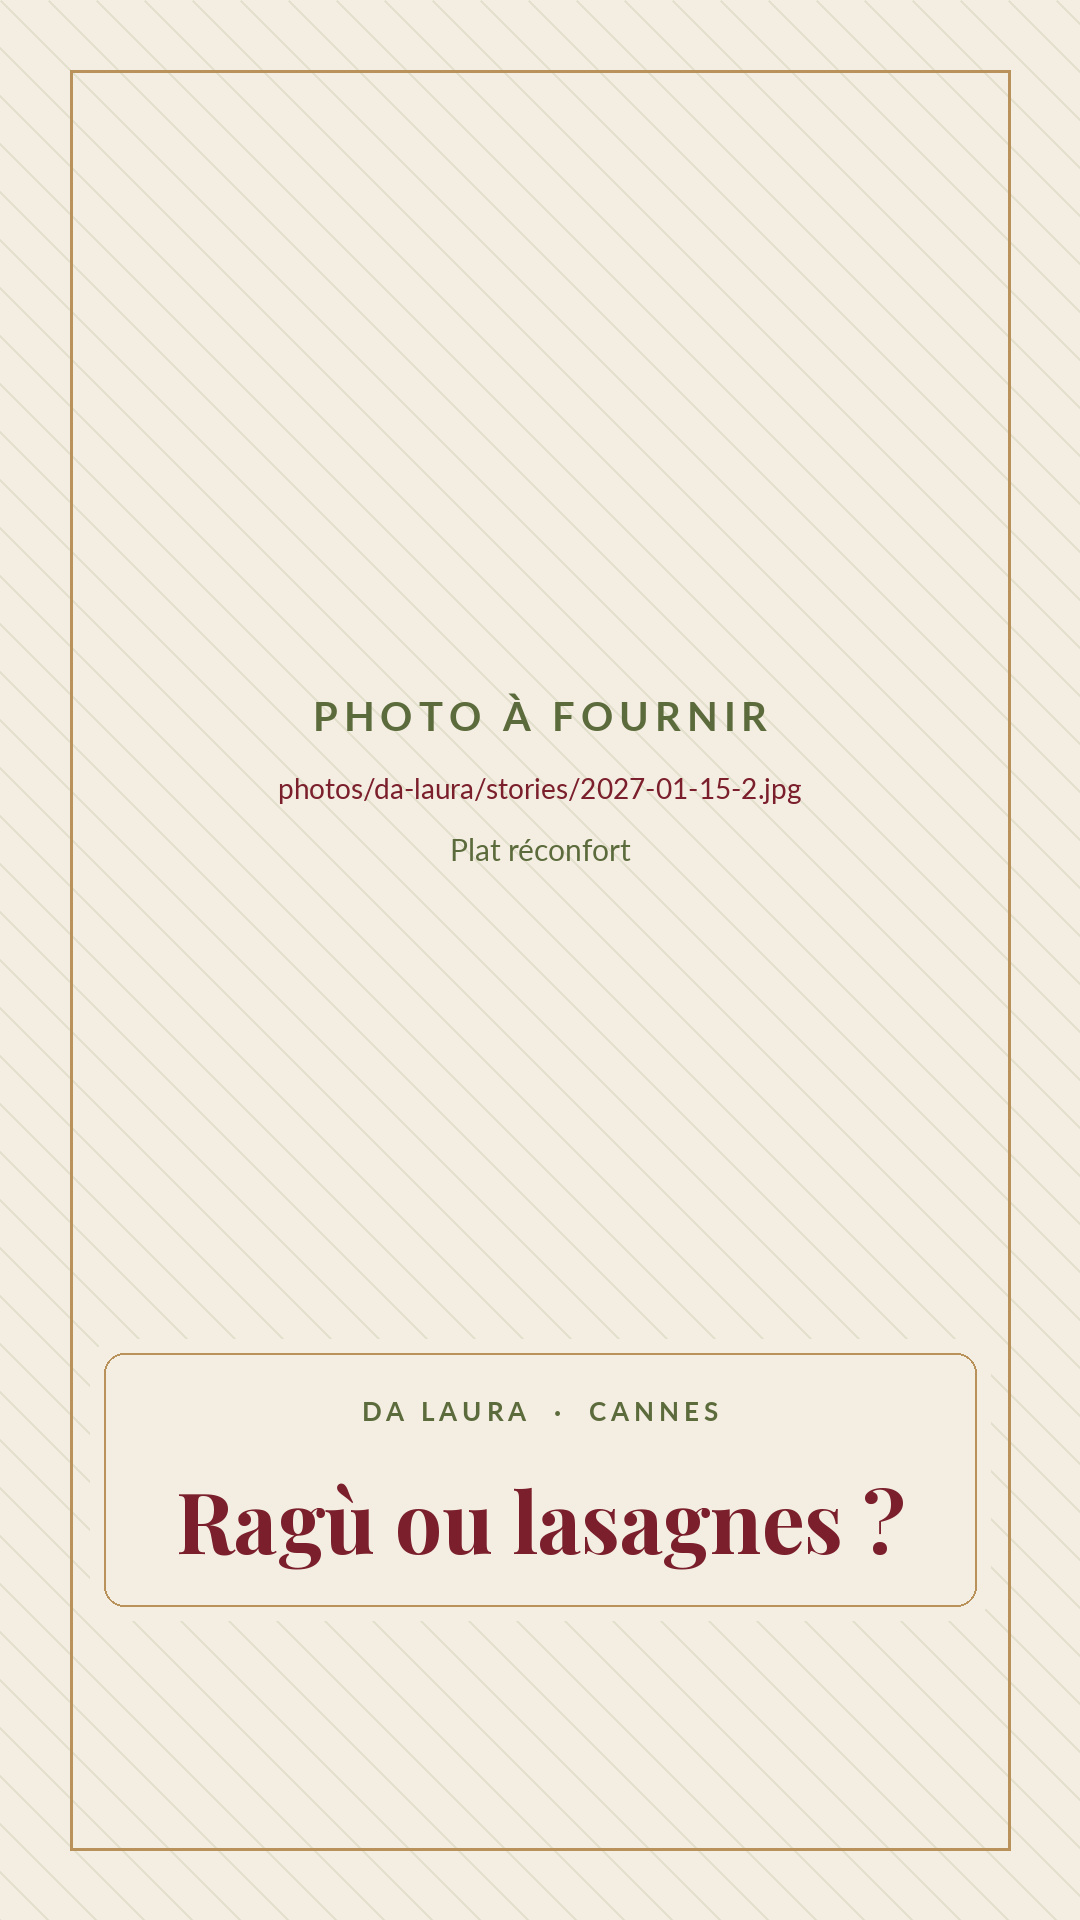 PHOTO À FOURNIR
photos/da-laura/stories/2027-01-15-2.jpg
Plat réconfort
DA LAURA · CANNES
Ragù ou lasagnes ?